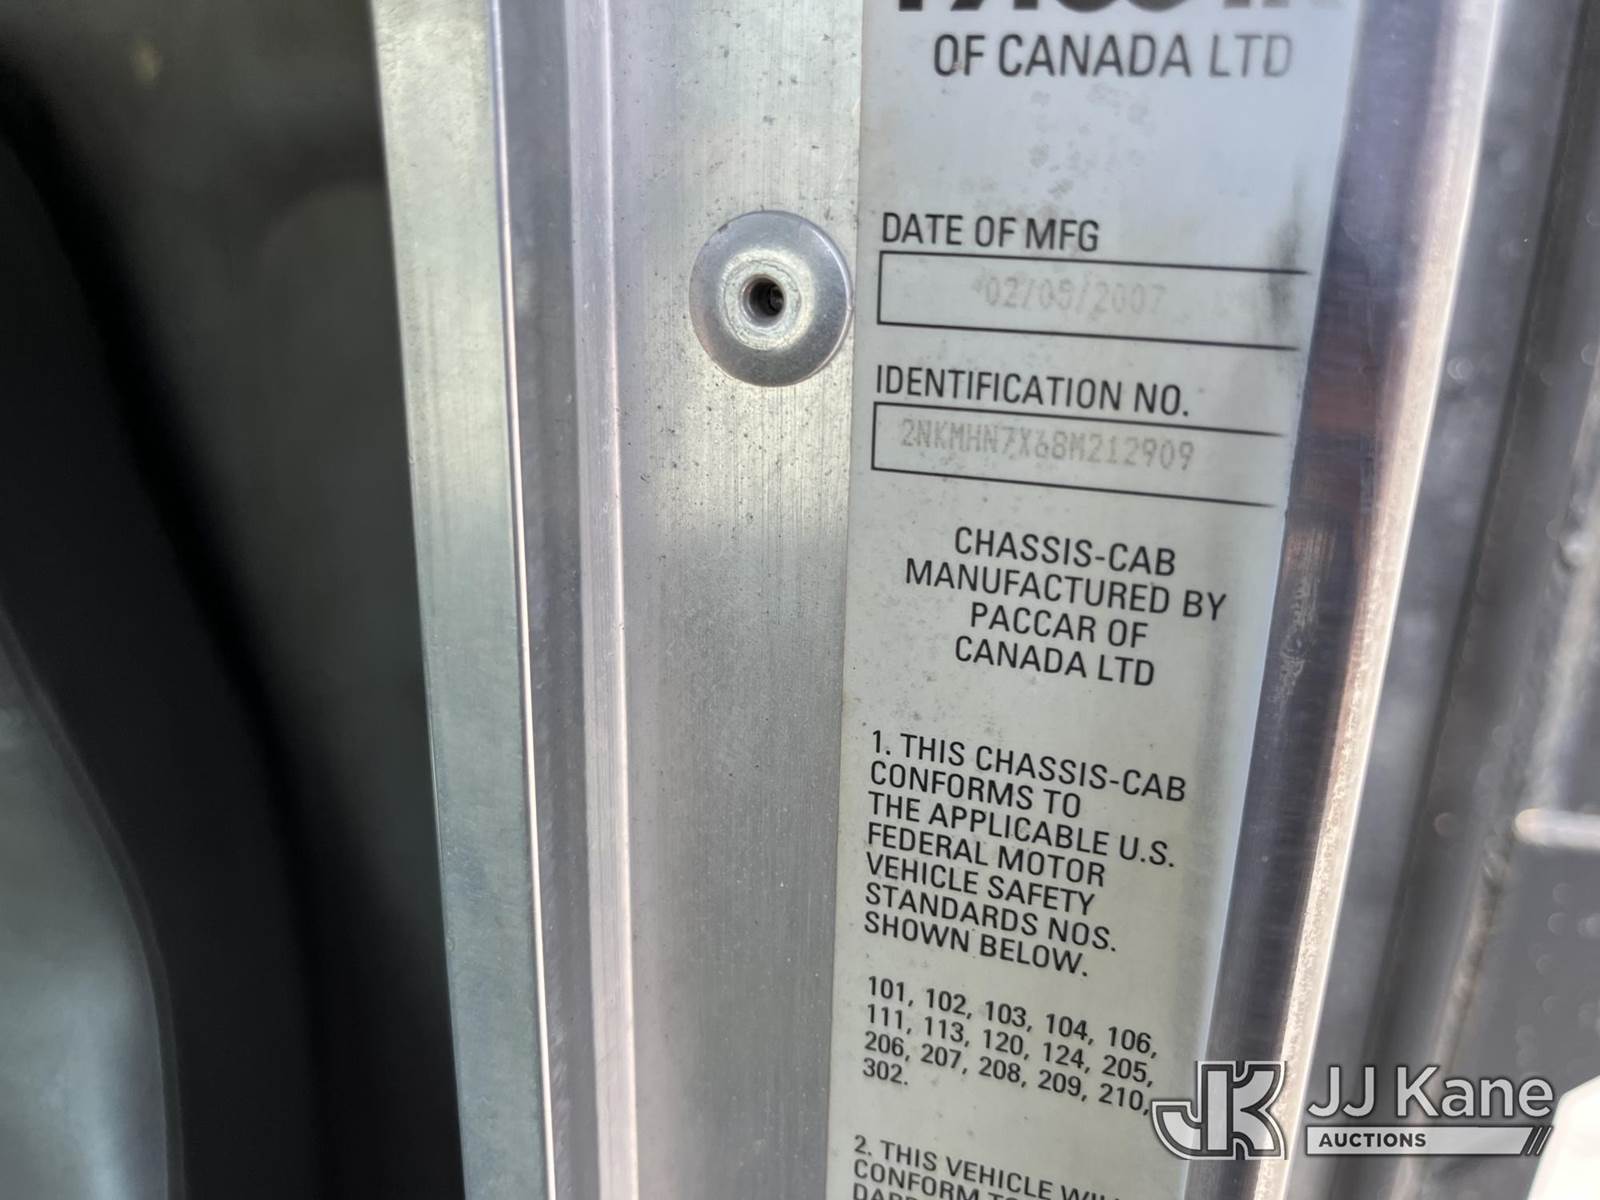 OF CANADA LTD
DATE OF MFG
02/05/2007
IDENTIFICATION NO.
2NKMHN7X68M212909
CHASSIS-CAB
MANUFACTURED BY
PACCAR OF
CANADA LTD
1. THIS CHASSIS-CAB
CONFORMS TO
THE APPLICABLE U.S.
FEDERAL MOTOR
VEHICLE SAFETY
STANDARDS NOS.
SHOWN BELOW.
101, 102, 103, 104, 106,
111, 113, 120, 124, 205,
206, 207, 208, 209, 210,
302.
2. THIS VEHICLE
CONFORM
JK JJ Kane
AUCTIONS